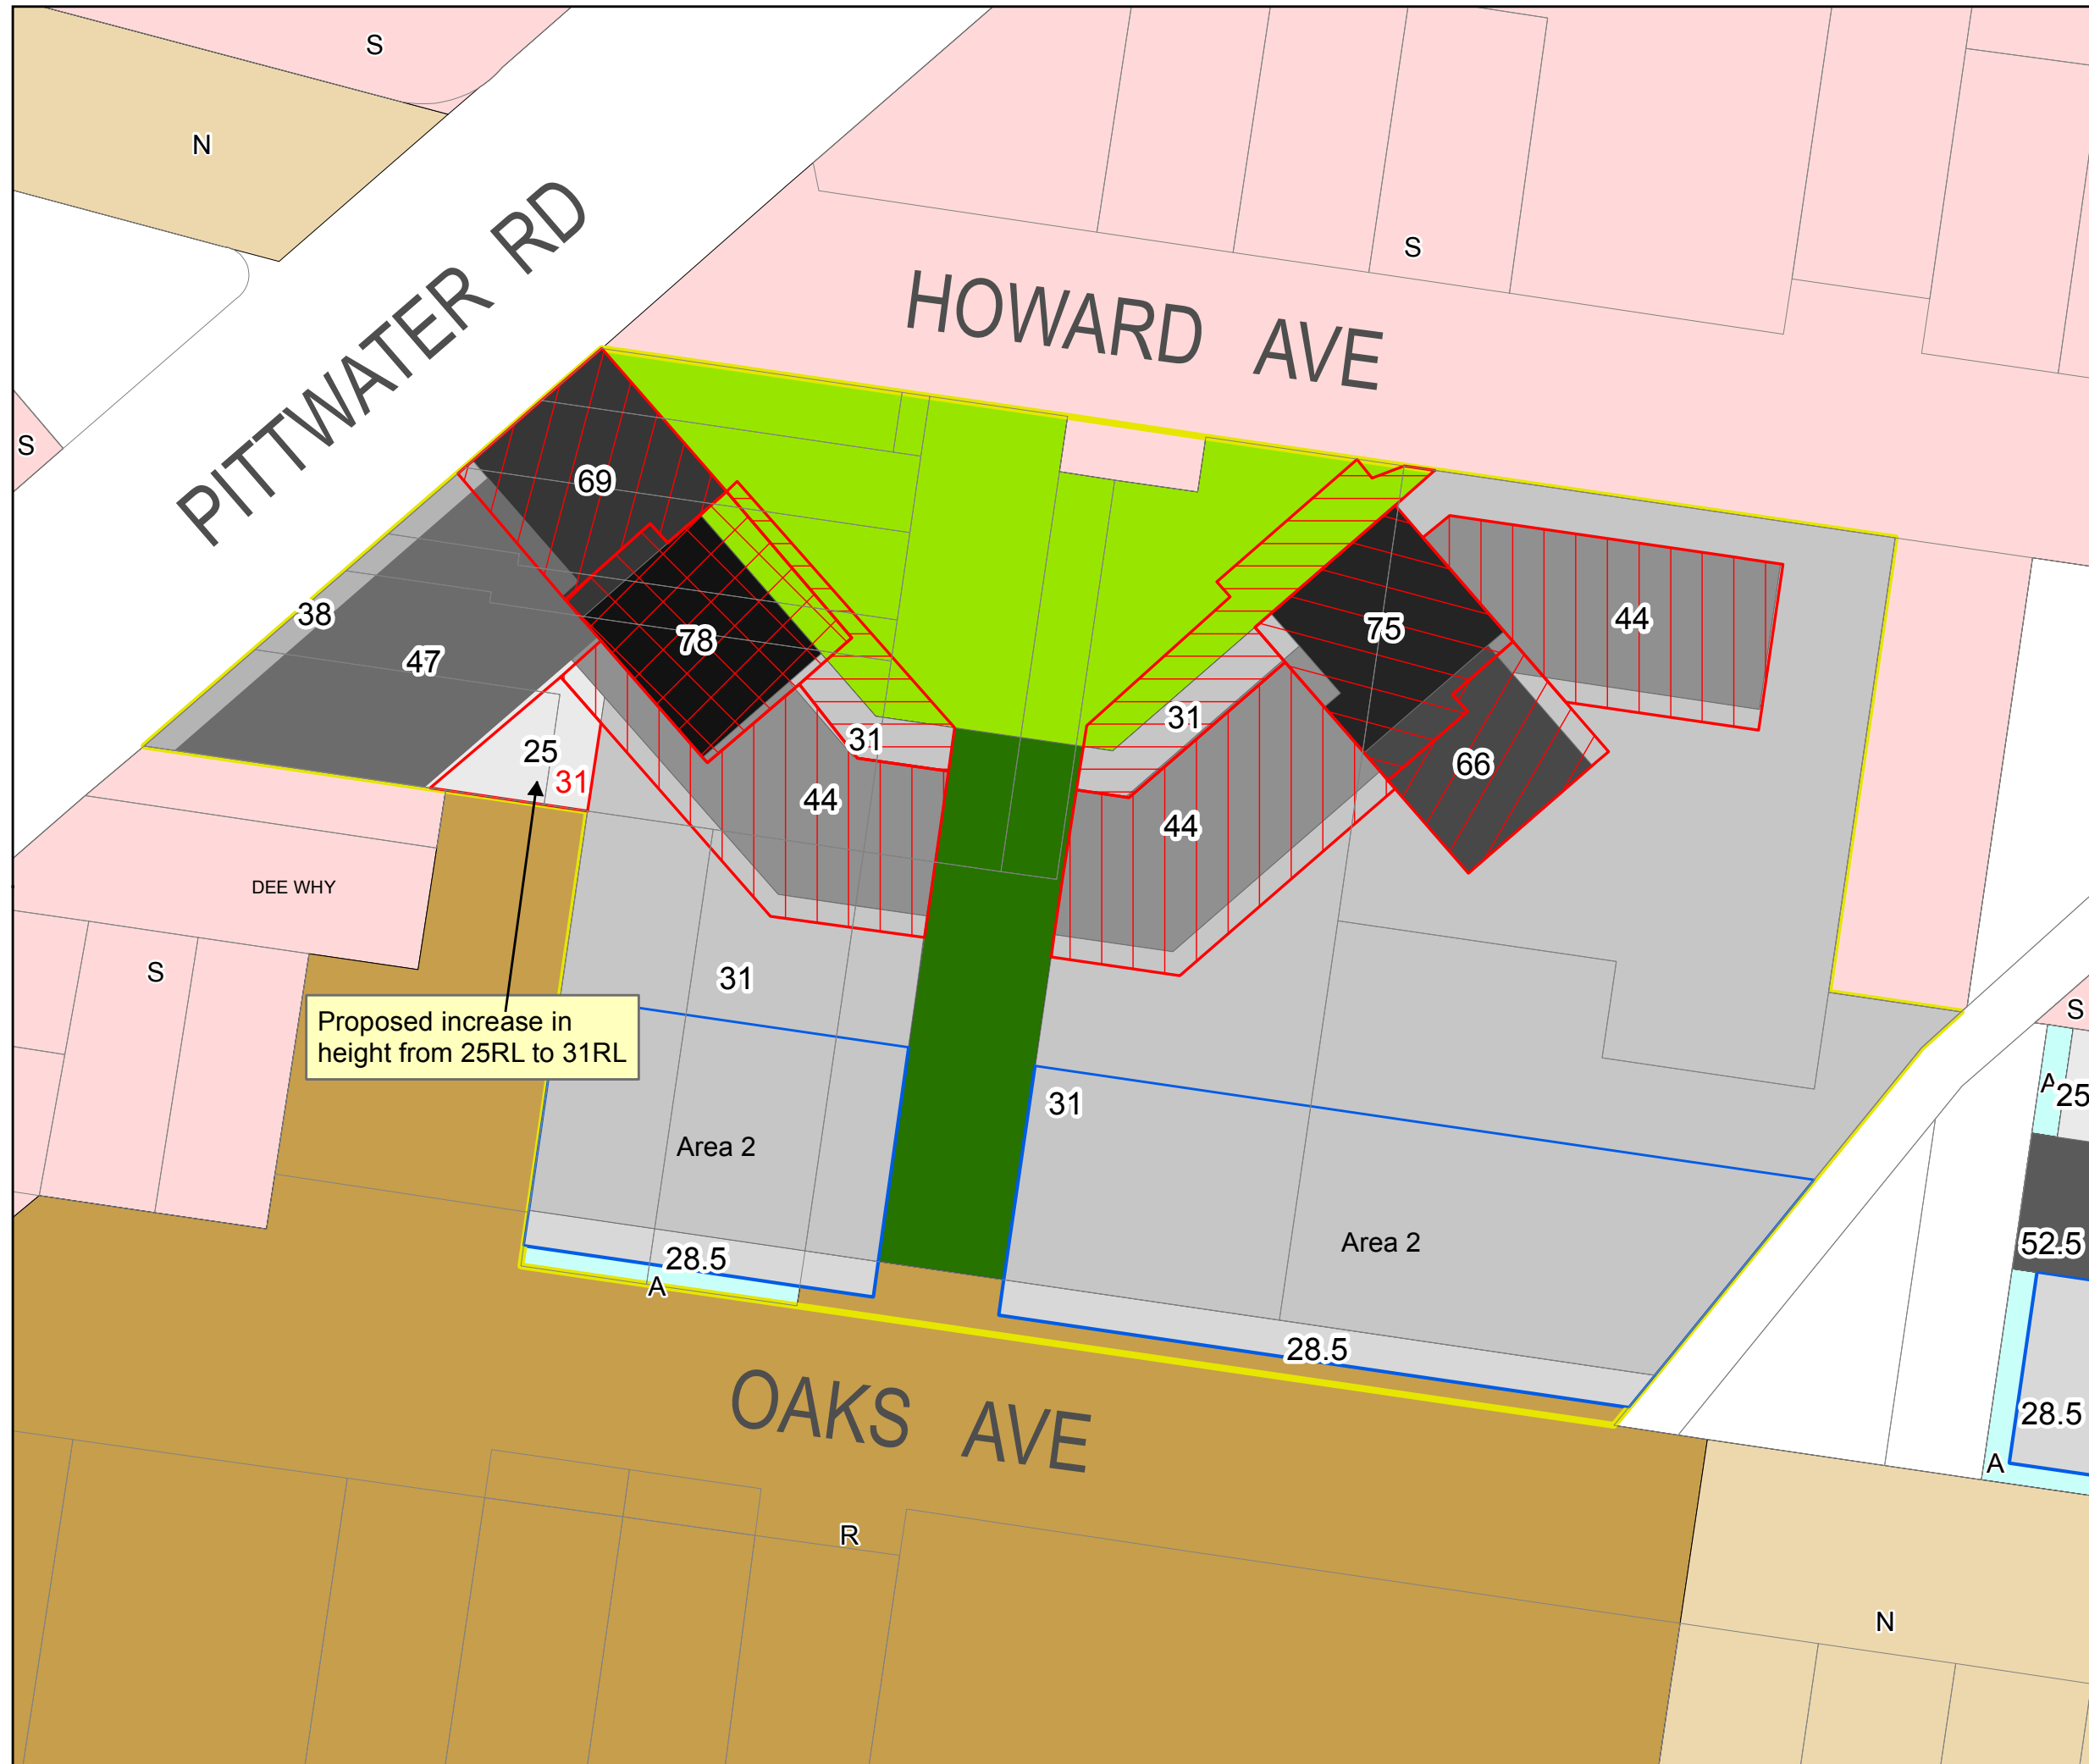 S
N
PITTWATER RD
HOWARD AVE
S
S
69
78
38
47
75
44
66
31
31
25
31
44
44
DEE WHY
S
31
Proposed increase in
height from 25RL to 31RL
31
S
A
25
Area 2
Area 2
52.5
28.5
A
28.5
28.5
A
OAKS AVE
R
N